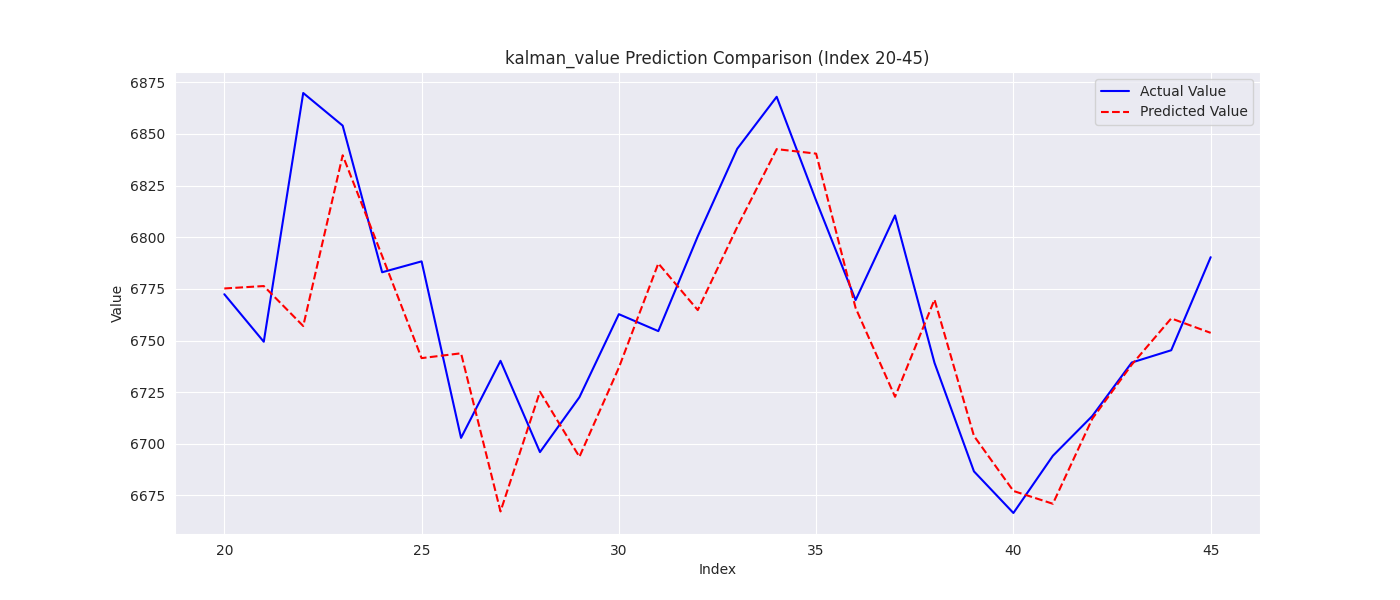 kalman_value Prediction Comparison (Index 20-45)
Actual Value
Predicted Value
Value
6875
6850
6825
6800
6775
6750
6725
6700
6675
20 25 30 35 40 45
Index